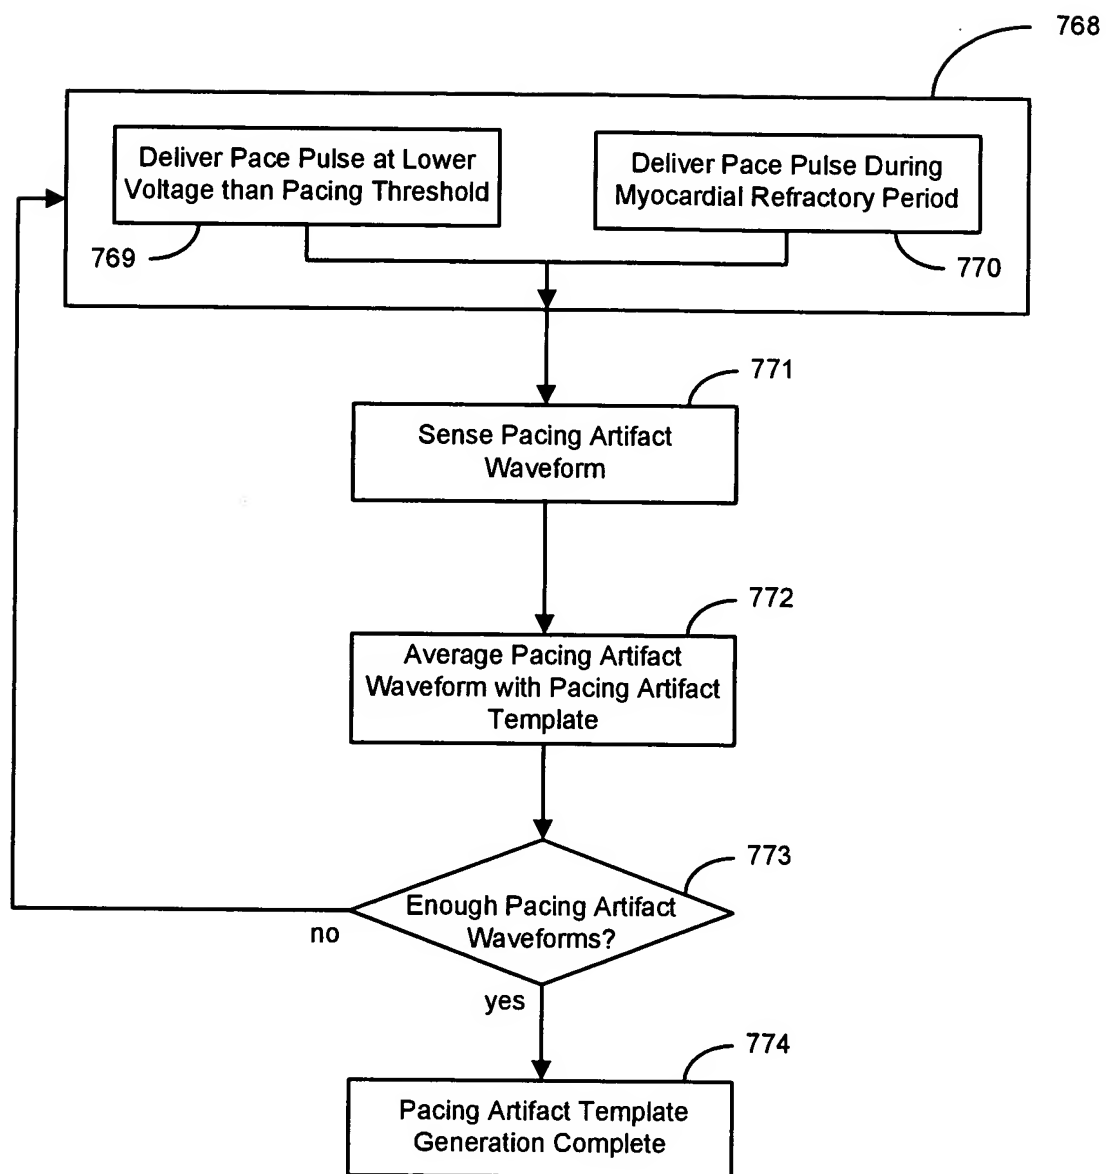 768
Deliver Pace Pulse at Lower
Voltage than Pacing Threshold
Deliver Pace Pulse During
Myocardial Refractory Period
769
770
771
Sense Pacing Artifact
Waveform
772
Average Pacing Artifact
Waveform with Pacing Artifact
Template
773
Enough Pacing Artifact
Waveforms?
no
yes
774
Pacing Artifact Template
Generation Complete